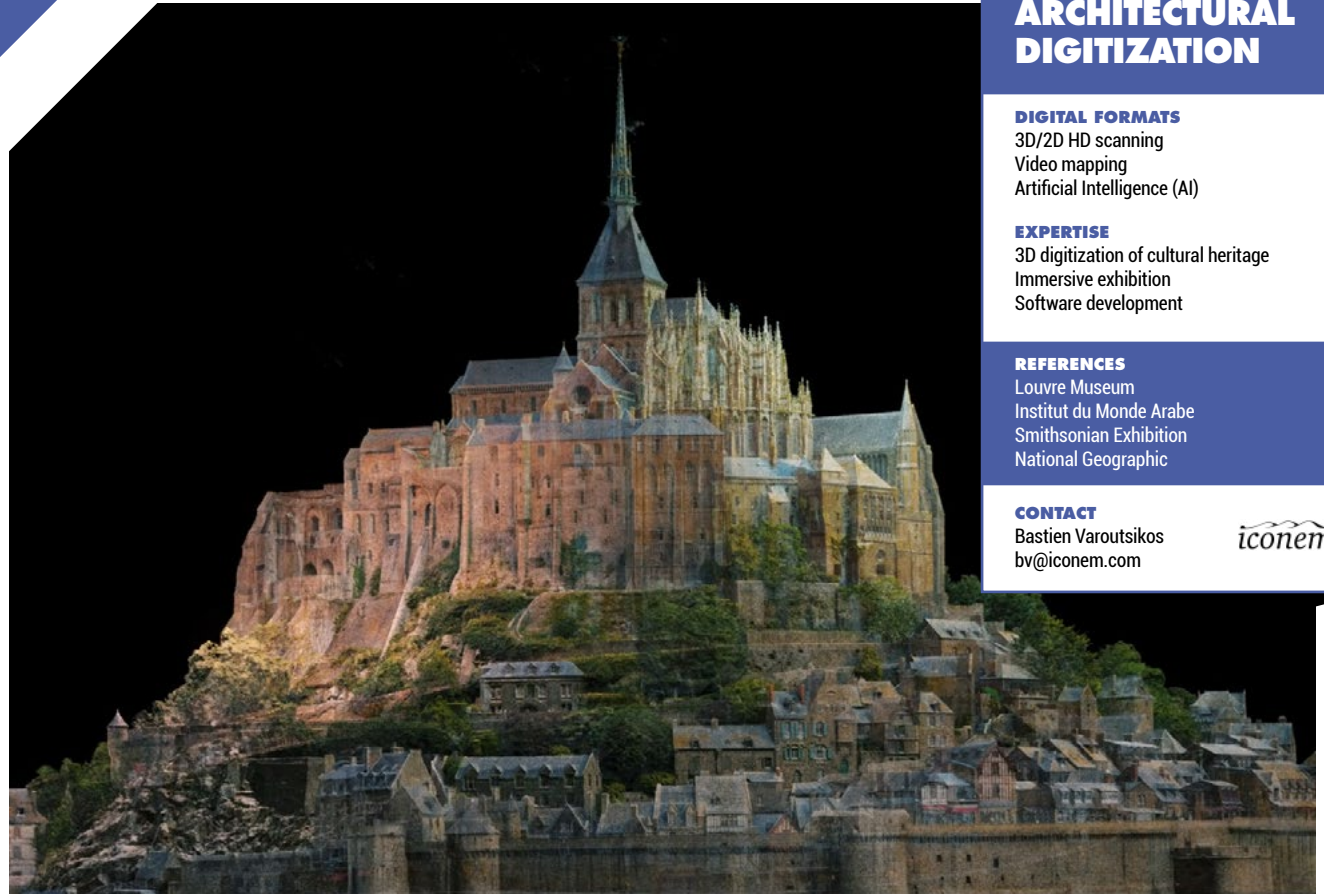 ARCHITECTURAL
DIGITIZATION
DIGITAL FORMATS
3D/2D HD scanning
Video mapping
Artificial Intelligence (AI)
EXPERTISE
3D digitization of cultural heritage
Immersive exhibition
Software development
REFERENCES
Louvre Museum
Institut du Monde Arabe
Smithsonian Exhibition
National Geographic
CONTACT
Bastien Varoutsikos
bv@iconem.com
iconem